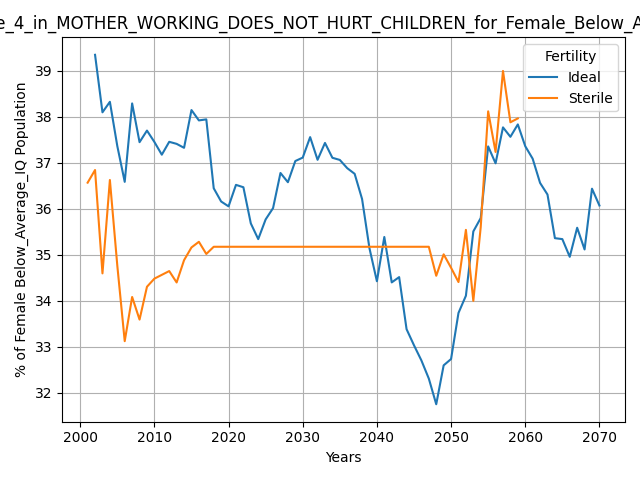 e_4_in_MOTHER_WORKING_DOES_NOT_HURT_CHILDREN_for_Female_Below_A
Fertility
Ideal
Sterile
39
38
37
36
35
34
33
32
% of Female Below_Average_IQ Population
2000 2010 2020 2030 2040 2050 2060 2070
Years